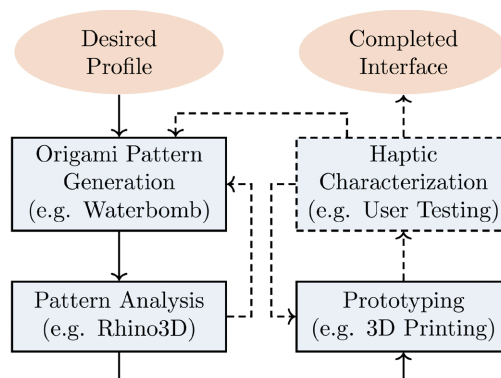 Desired
Profile
Completed
Interface
Origami Pattern
Generation
(e.g. Waterbomb)
Haptic
Characterization
(e.g. User Testing)
Pattern Analysis
(e.g. Rhino3D)
Prototyping
(e.g. 3D Printing)